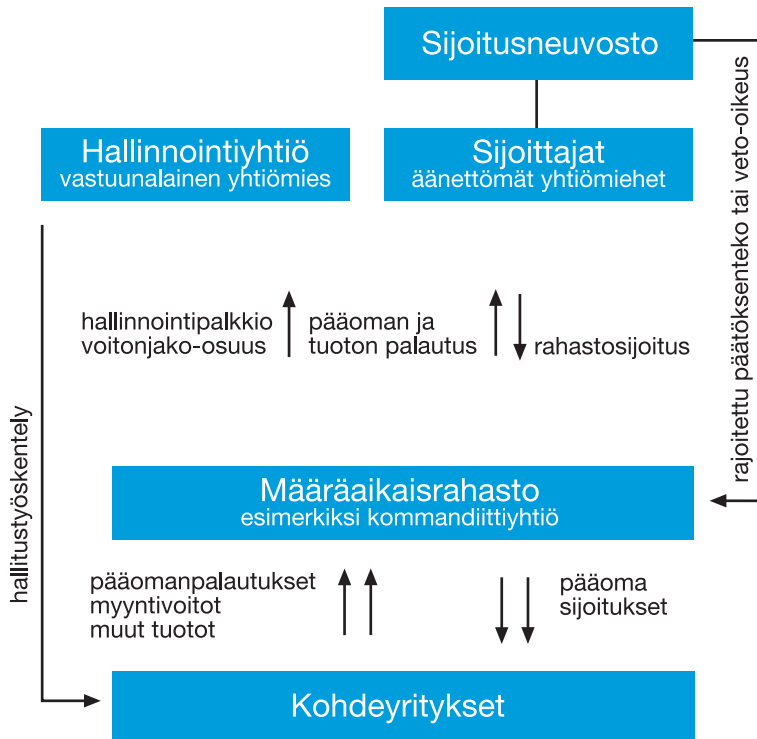 Sijoitusneuvosto
Hallinnointiyhtiö
vastuunalainen yhtiömies
Sijoittajat
äänettömät yhtiömiehet
rajoitettu päätöksenteko tai veto-oikeus
hallinnointipalkkio
voitonjako-osuus
pääoman ja
tuoton palautus
rahastosijoitus
hallitustyöskentely
Määräaikaisrahasto
esimerkiksi kommandiittiyhtiö
pääomanpalautukset
myyntivoitot
muut tuotot
pääoma
sijoitukset
Kohdeyritykset